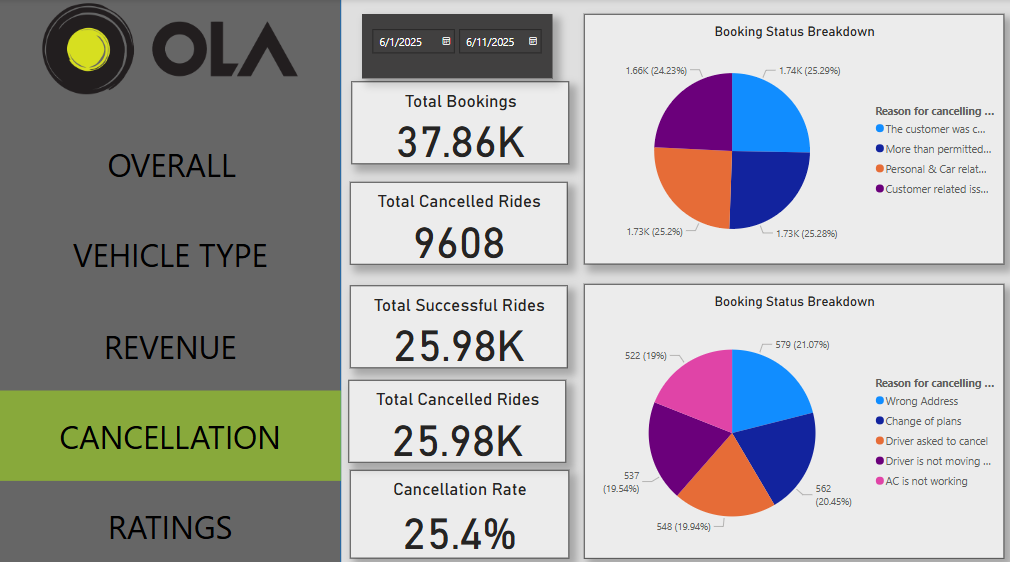 OLA
OVERALL
VEHICLE TYPE
REVENUE
CANCELLATION
RATINGS
6/1/2025
6/11/2025
Total Bookings
37.86K
Total Cancelled Rides
9608
Total Successful Rides
25.98K
Total Cancelled Rides
25.98K
Cancellation Rate
25.4%
Booking Status Breakdown
1.66K (24.23%)
1.74K (25.29%)
1.73K (25.2%)
1.73K (25.28%)
Reason for cancelling ...
The customer was c...
More than permitted...
Personal & Car relat...
Customer related iss...
Booking Status Breakdown
579 (21.07%)
522 (19%)
537
(19.54%)
562
(20.45%)
548 (19.94%)
Reason for cancelling ...
Wrong Address
Change of plans
Driver asked to cancel
Driver is not moving ...
AC is not working